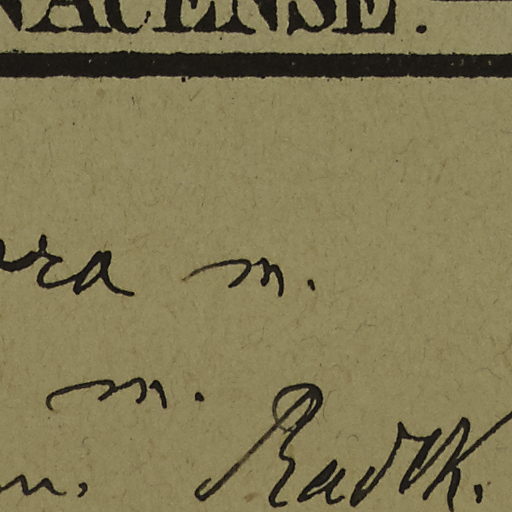 NACENSE.
ra m.
m.
m. Radlk.